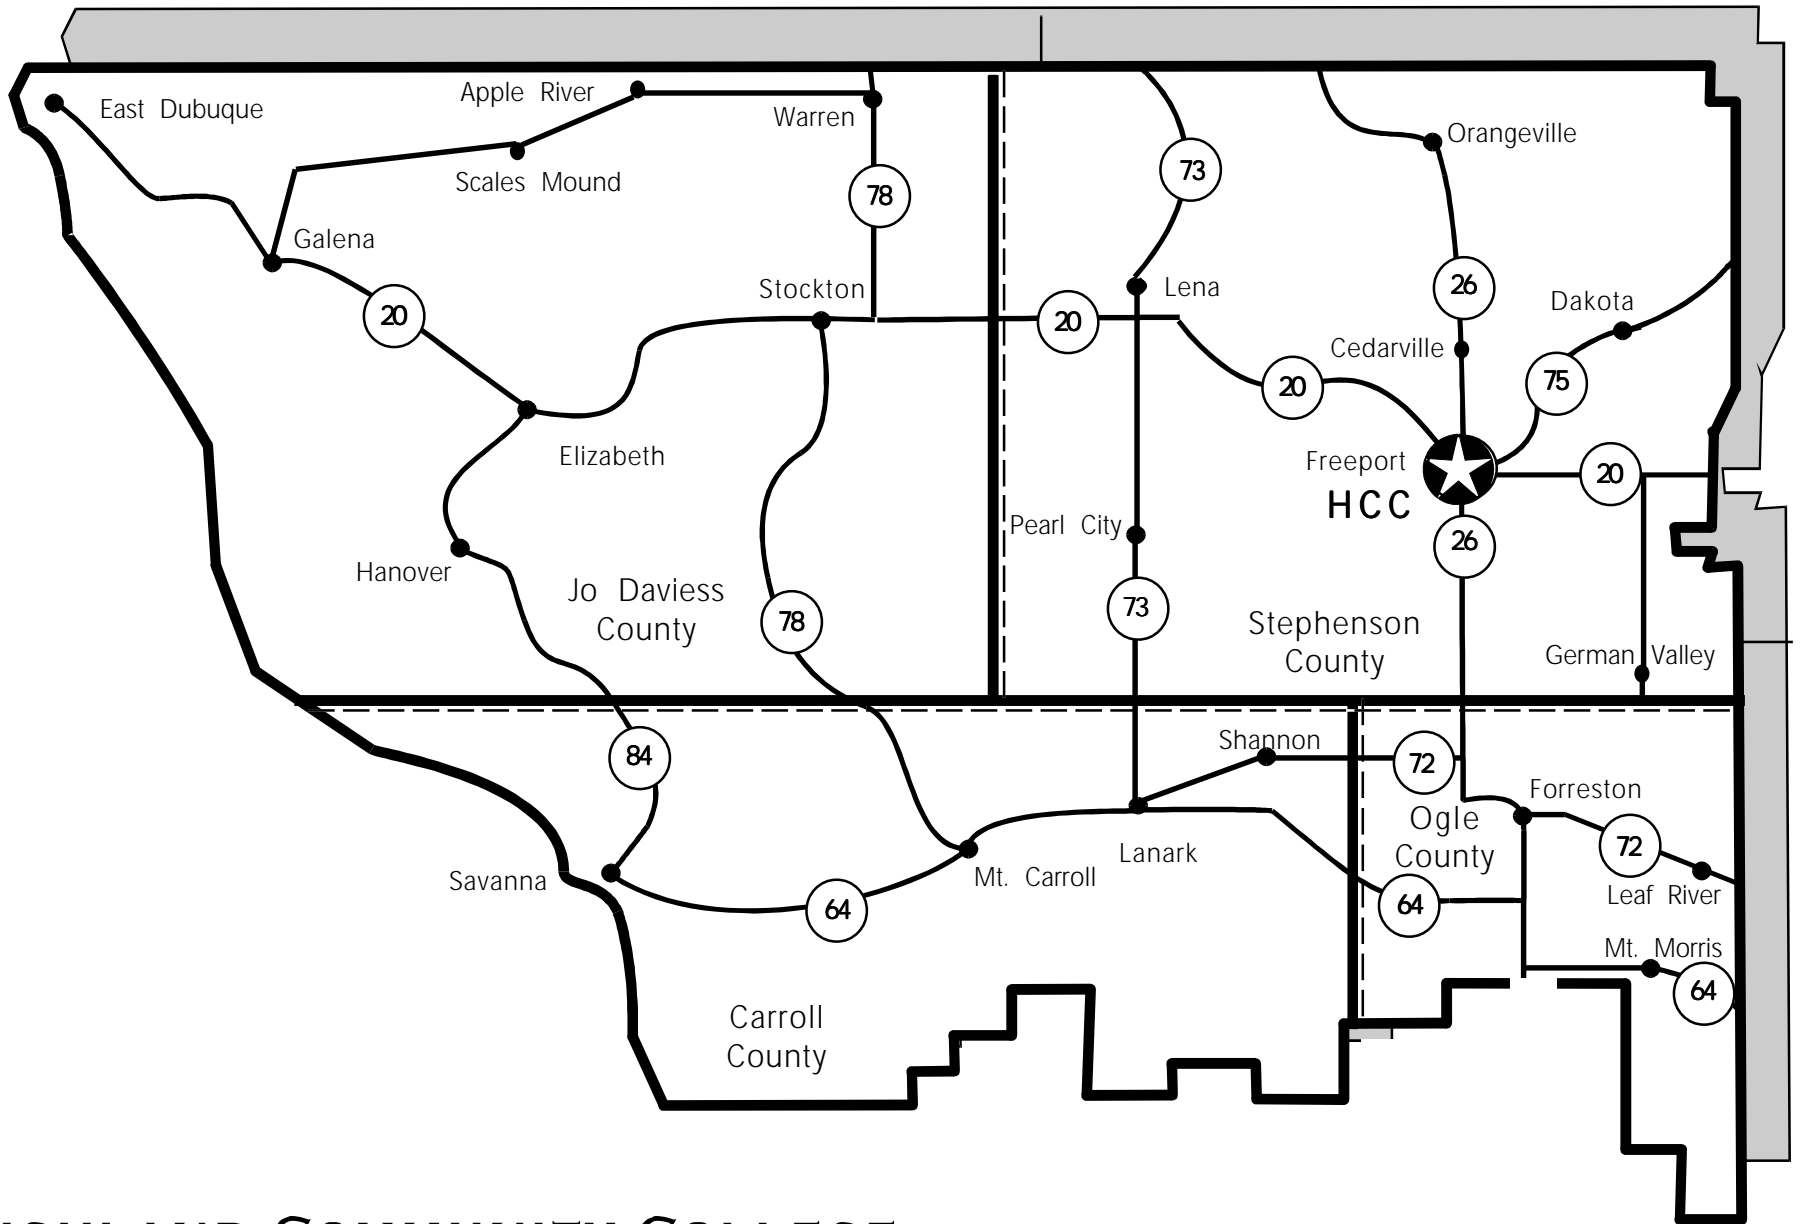 Apple River
East Dubuque
Warren
Orangeville
73
Scales Mound
78
Galena
26
Lena
Stockton
Dakota
20
20
Cedarville
20
75
Elizabeth
Freeport
20
HCC
Pearl City
26
Hanover
Jo Daviess
County
73
78
Stephenson
County
German Valley
Shannon
84
72
Forreston
Ogle
County
72
Lanark
Savanna
Mt. Carroll
Leaf River
64
64
Mt. Morris
64
Carroll
County
COMMUNITY COLLEGE